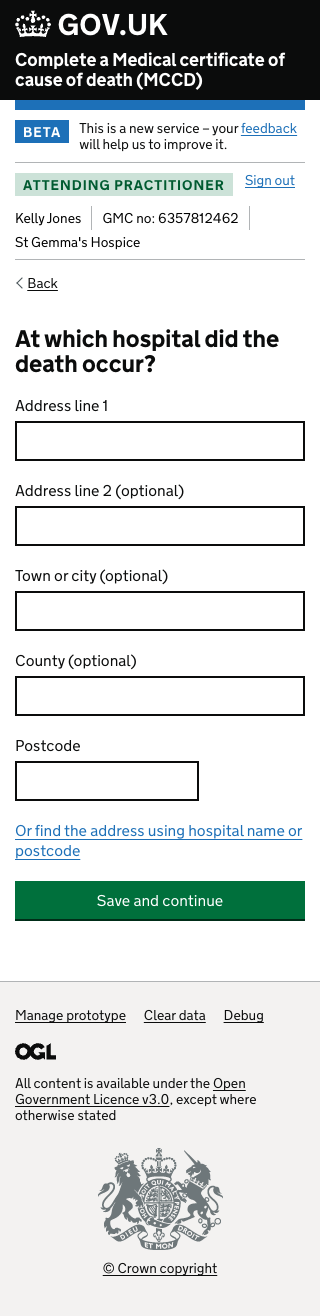 GOV.UK
Complete a Medical certificate of
cause of death (MCCD)
BETA
This is a new service – your feedback
will help us to improve it.
ATTENDING PRACTITIONER
Sign out
Kelly Jones
GMC no: 6357812462
St Gemma's Hospice
Back
At which hospital did the
death occur?
Address line 1
Address line 2 (optional)
Town or city (optional)
County (optional)
Postcode
Or find the address using hospital name or
postcode
Save and continue
Manage prototype
Clear data
Debug
OGL
All content is available under the Open
Government Licence v3.0, except where
otherwise stated
DIEU ET MON DROIT
© Crown copyright